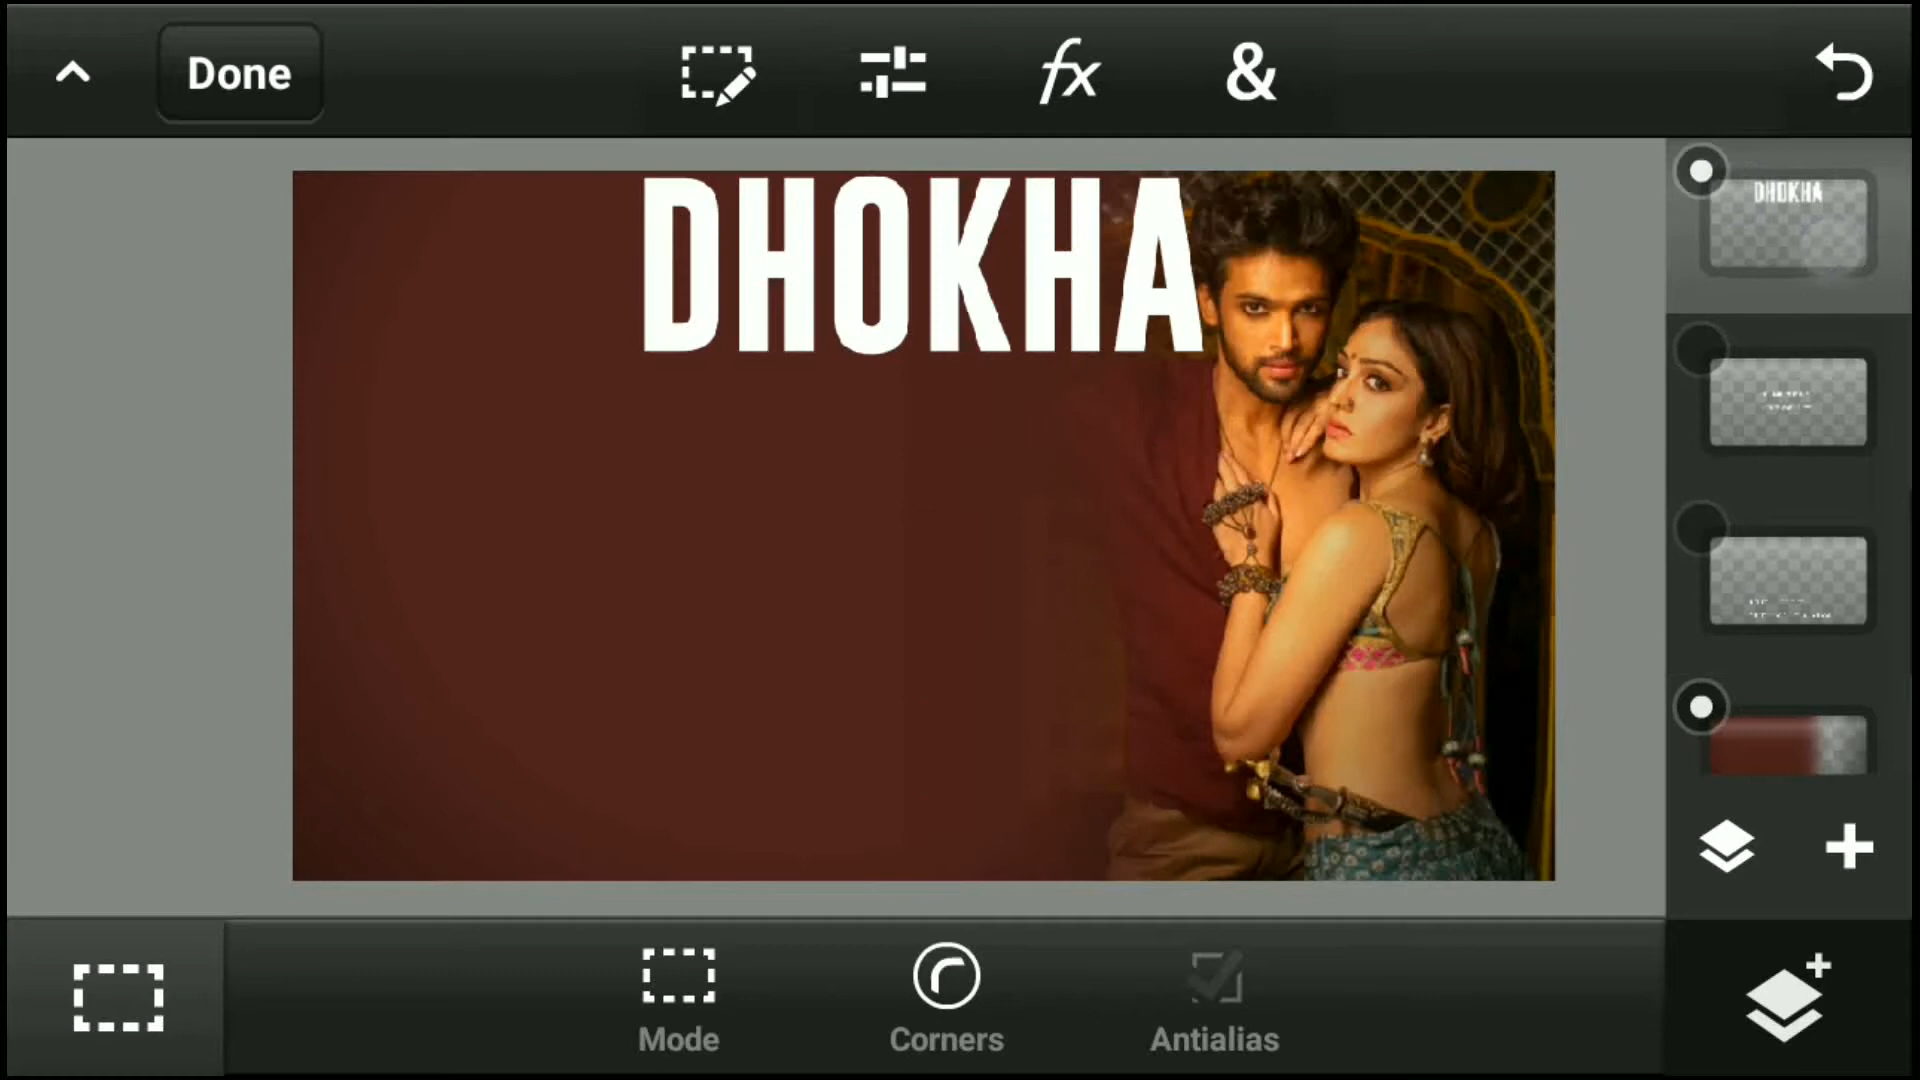 Done
fx
&
DHOKHA
DHOKHA
Mode
Corners
Antialias